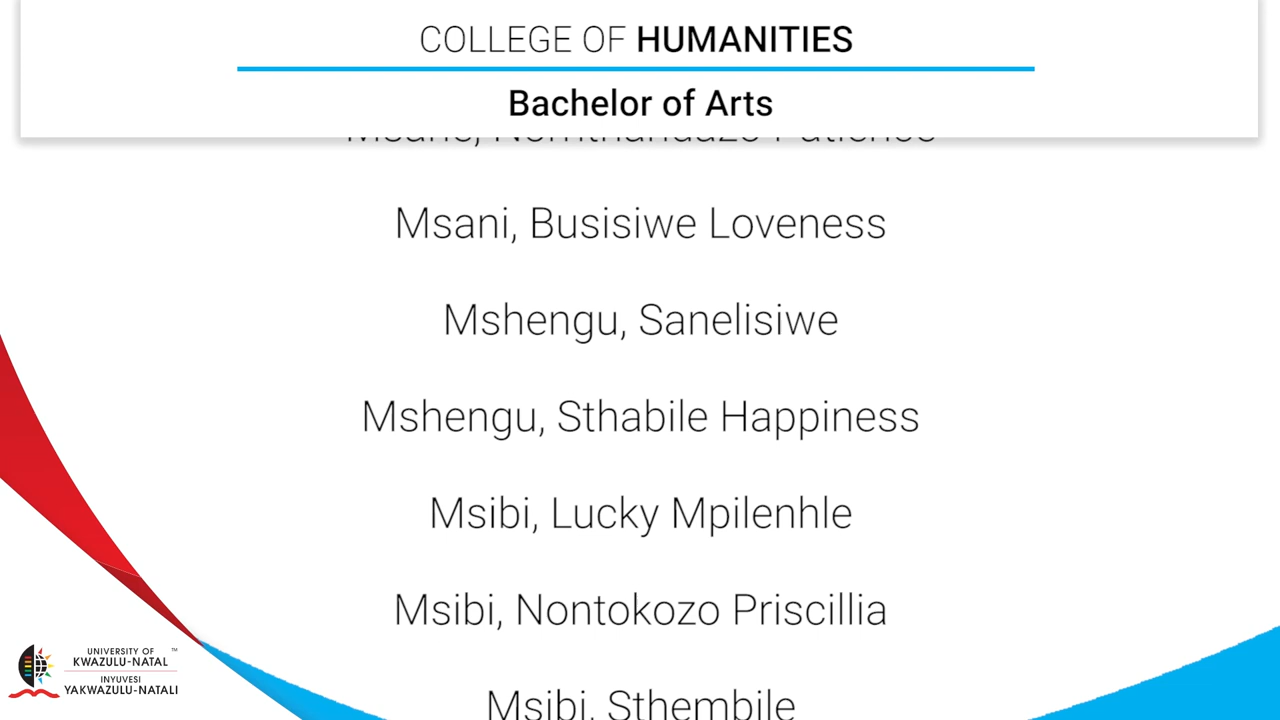 COLLEGE OF HUMANITIES
Bachelor of Arts
Msani, Busisiwe Loveness
Mshengu, Sanelisiwe
Mshengu, Sthabile Happiness
Msibi, Lucky Mpilenhle
Msibi, Nontokozo Priscillia
Msibi, Sthembile
UNIVERSITY OF ™
KWAZULU-NATAL
INYUVESI
YAKWAZULU-NATALI